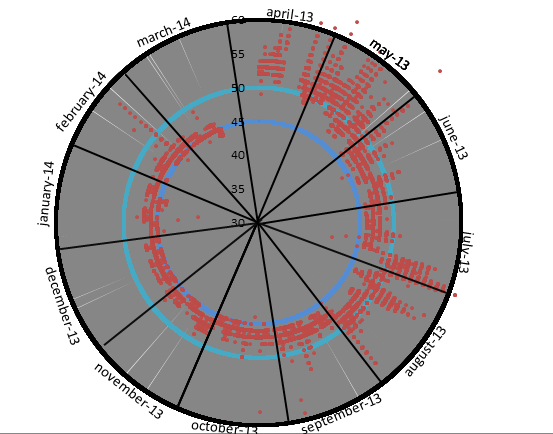 april-13
may-13
june-13
july-13
august-13
september-13
october-13
november-13
december-13
january-14
february-14
march-14
60
55
50
45
40
35
30